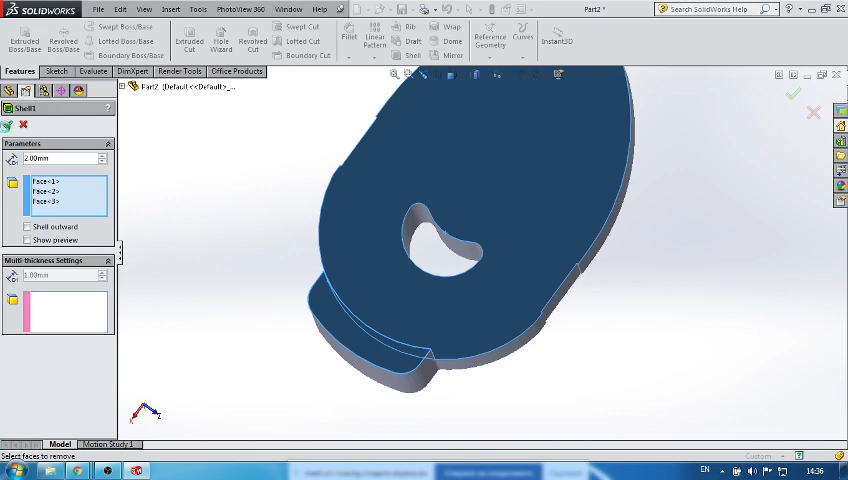 SOLIDWORKS File Edit View Insert Tools PhotoView 360 Window Help Part2 * Search SolidWorks Help
Extruded Boss/Base Revolved Boss/Base Swept Boss/Base Lofted Boss/Base Boundary Boss/Base Extruded Cut Hole Wizard Revolved Cut Swept Cut Lofted Cut Boundary Cut Fillet Linear Pattern Rib Draft Shell Wrap Dome Mirror Reference Geometry Curves Instant3D
Features Sketch Evaluate DimXpert Render Tools Office Products
Part2 (Default<<Default>_...
Shell1 ?
Parameters
2.00mm
Face<1>
Face<2>
Face<3>
Shell outward
Show preview
Multi-thickness Settings
1.00mm
X Z
Model Motion Study 1
Select faces to remove Custom
EN 14:36